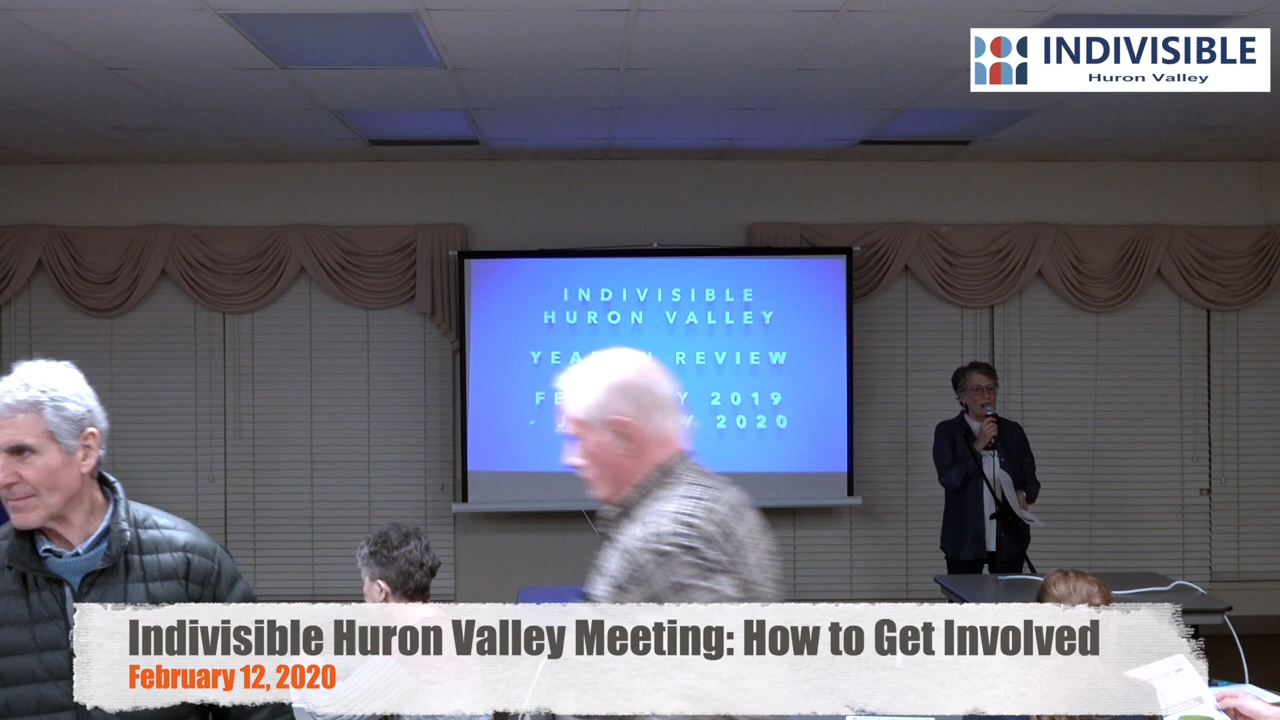 INDIVISIBLE
Huron Valley
INDIVISIBLE
HURON VALLEY
REVIEW
2019
- 2020
Indivisible Huron Valley Meeting: How to Get Involved
February 12, 2020